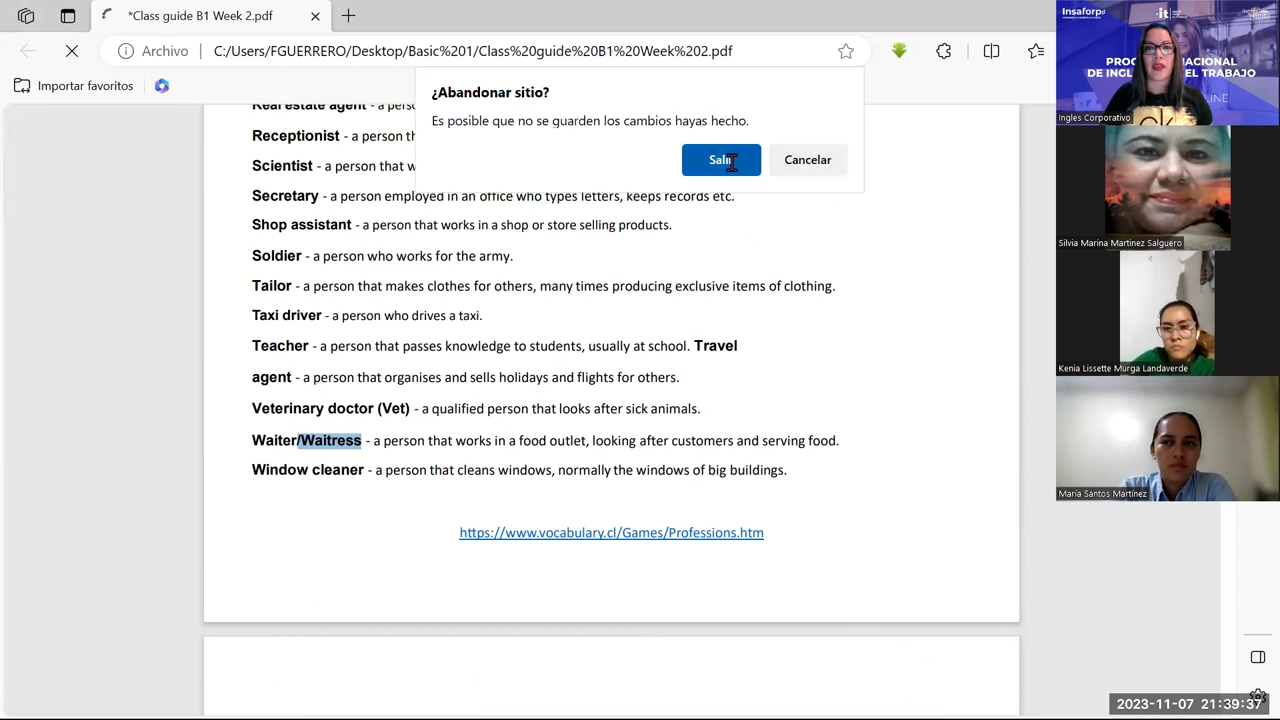 *Class guide B1 Week 2.pdf
Archivo
C:/Users/FGUERRERO/Desktop/Basic%201/Class%20guide%20B1%20Week%202.pdf
Importar favoritos
¿Abandonar sitio?
Es posible que no se guarden los cambios hayas hecho.
Salir
Cancelar
Real estate agent - a pers
Receptionist - a person th
Scientist - a person that w
Secretary - a person employed in an office who types letters, keeps records etc.
Shop assistant - a person that works in a shop or store selling products.
Soldier - a person who works for the army.
Tailor - a person that makes clothes for others, many times producing exclusive items of clothing.
Taxi driver - a person who drives a taxi.
Teacher - a person that passes knowledge to students, usually at school. Travel
agent - a person that organises and sells holidays and flights for others.
Veterinary doctor (Vet) - a qualified person that looks after sick animals.
Waiter/Waitress - a person that works in a food outlet, looking after customers and serving food.
Window cleaner - a person that cleans windows, normally the windows of big buildings.
https://www.vocabulary.cl/Games/Professions.htm
Insaforp
it
Ingles Corporativo
Silvia Marina Martinez Salguero
Kenia Lissette Murga Landaverde
María Santos Martínez
2023-11-07 21:39:37